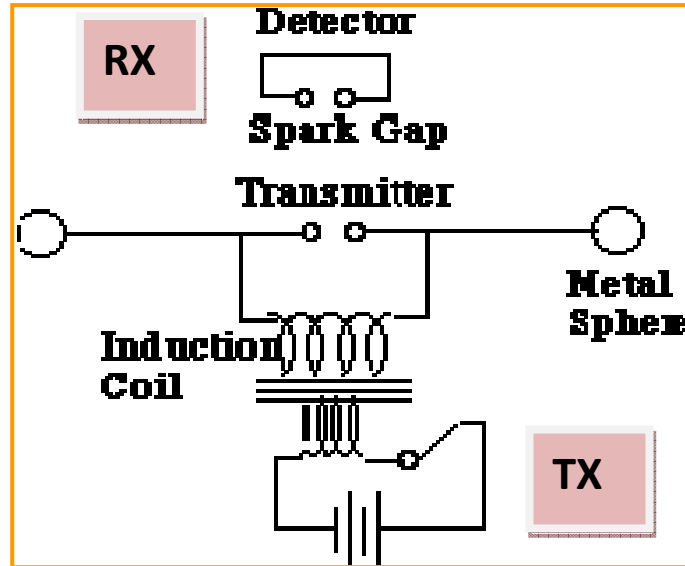 RX
Detector
Spark Gap
Transmitter
Metal
Sphere
Induction
Coil
TX